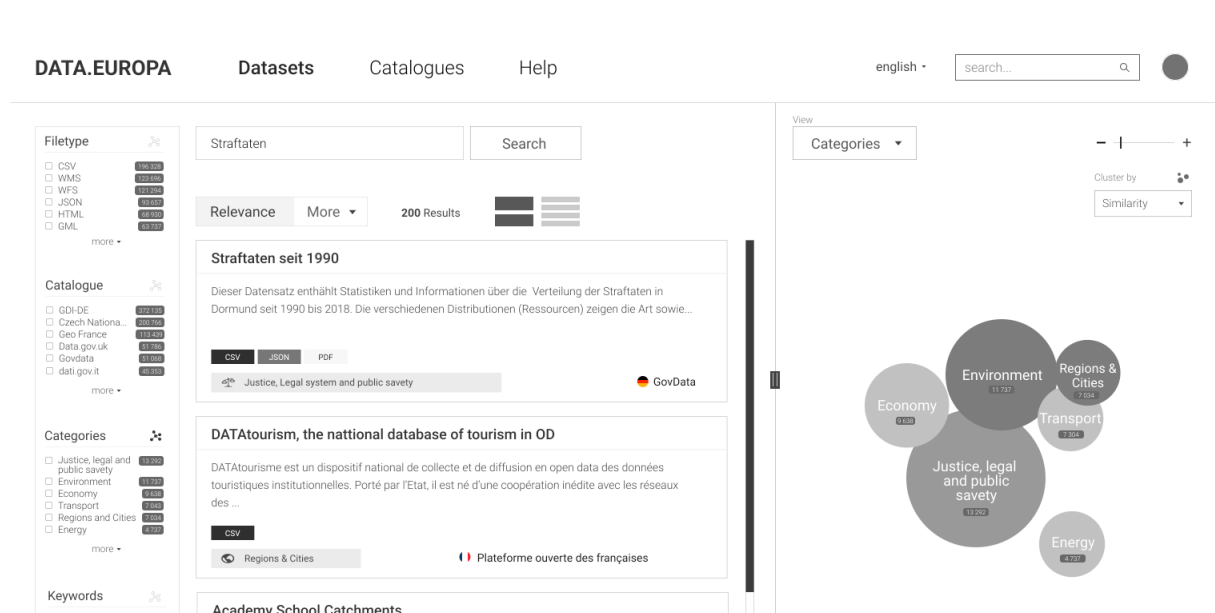 DATA.EUROPA Datasets Catalogues Help english search...
Filetype
CSV 196 328
WMS 123 696
WFS 121 294
JSON 93 657
HTML 68 930
GML 63 737
more
Catalogue
GDI-DE 372 135
Czech Nationa... 200 766
Geo France 113 439
Data.gov.uk 51 786
Govdata 51 068
dati.gov.it 45 353
more
Categories
Justice, legal and 13 292
public savety
Environment 11 737
Economy 9 638
Transport 7 043
Regions and Cities 7 034
Energy 4 737
more
Keywords
Straftaten Search
Relevance More 200 Results
Straftaten seit 1990
Dieser Datensatz enthählt Statistiken und Informationen über die Verteilung der Straftaten in
Dormund seit 1990 bis 2018. Die verschiedenen Distributionen (Ressourcen) zeigen die Art sowie...
CSV JSON PDF
Justice, Legal system and public savety GovData
DATAtourism, the nattional database of tourism in OD
DATAtourisme est un dispositif national de collecte et de diffusion en open data des données
touristiques institutionnelles. Porté par l'Etat, il est né d'une coopération inédite avec les réseaux
des ...
CSV
Regions & Cities Plateforme ouverte des françaises
Academy School Catchments
View
Categories
Cluster by
Similarity
Environment
11 737
Regions &
Cities
7 034
Economy
9 638
Transport
7 304
Justice, legal
and public
savety
13 292
Energy
4 737